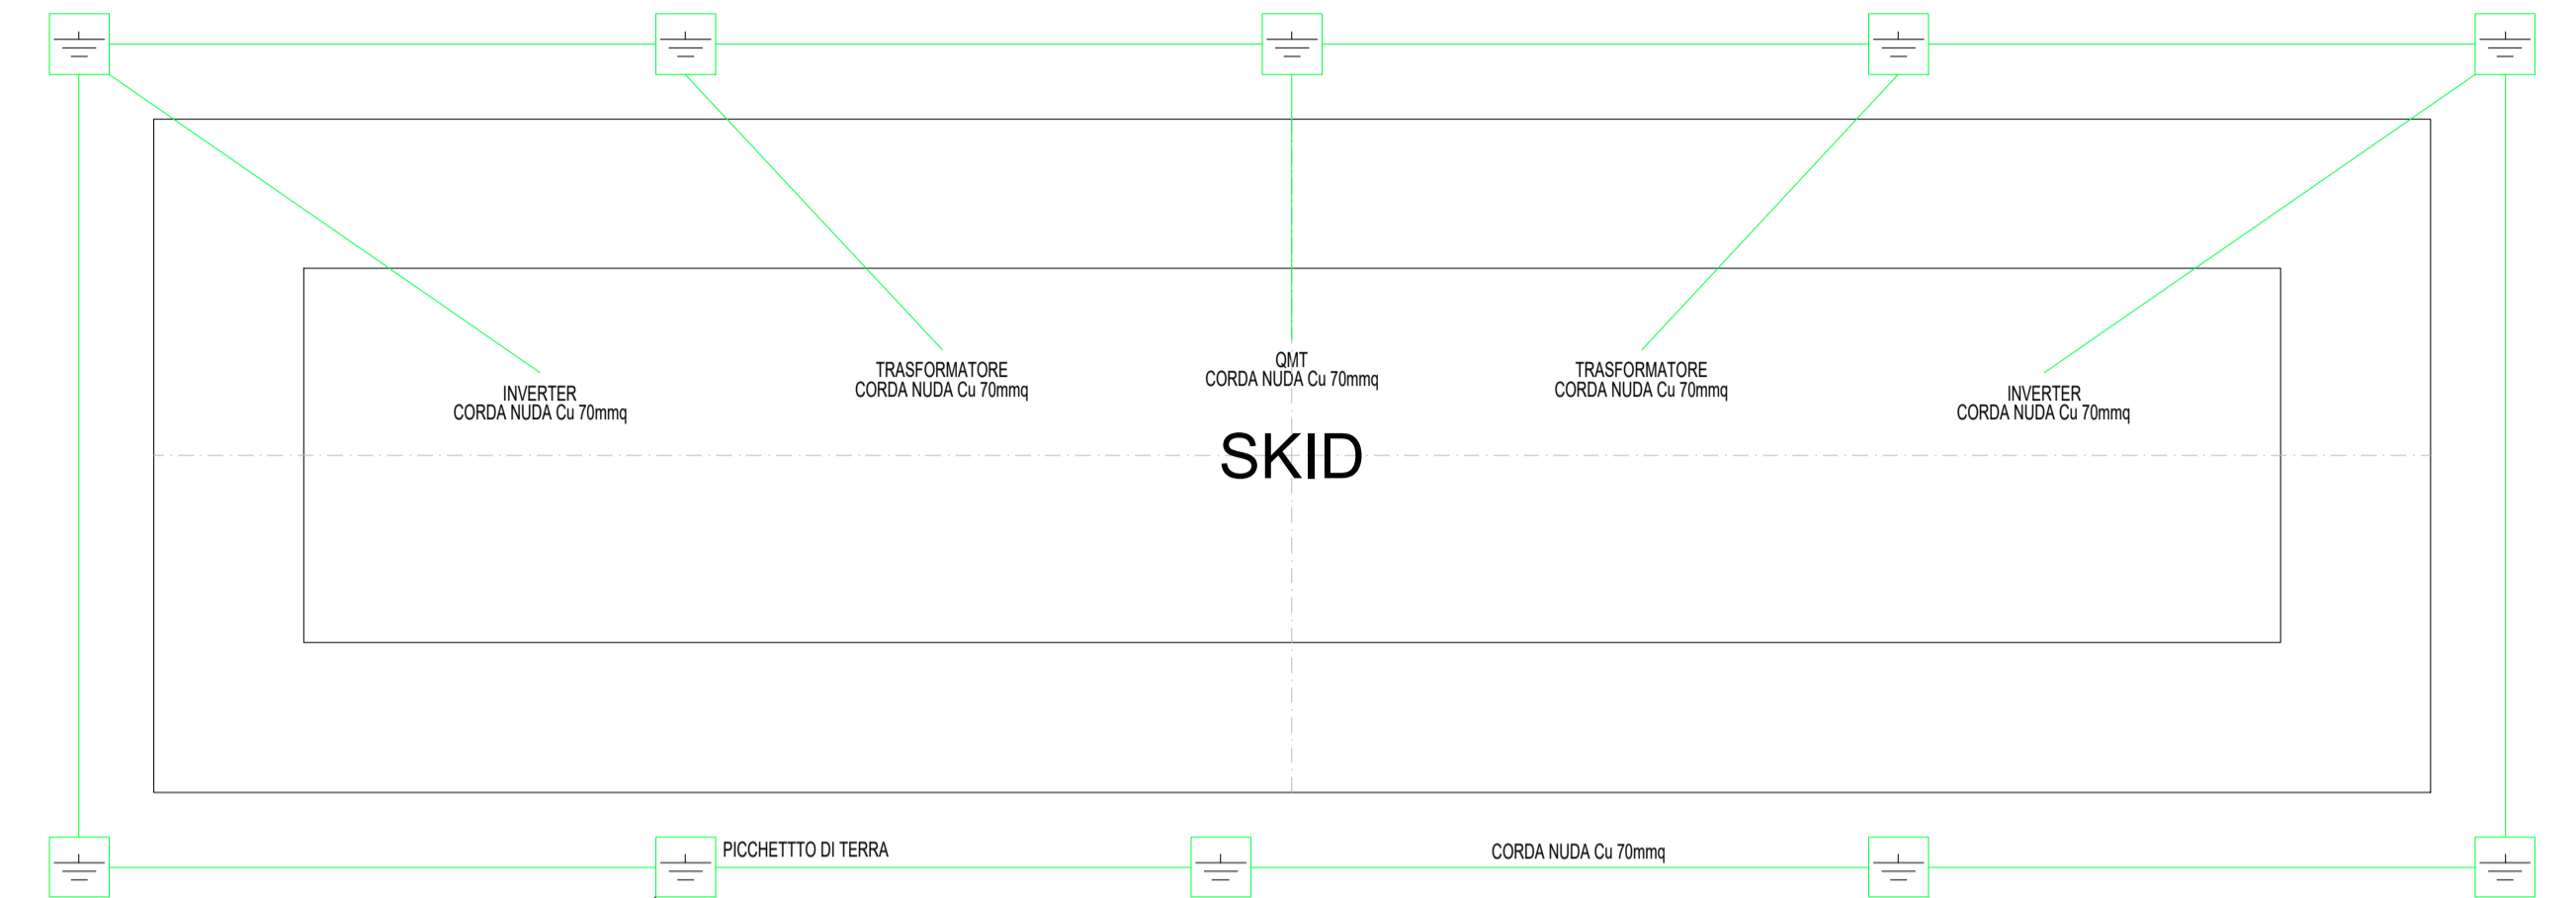 QMT
CORDA NUDA Cu 70mmq
TRASFORMATORE
CORDA NUDA Cu 70mmq
TRASFORMATORE
CORDA NUDA Cu 70mmq
INVERTER
CORDA NUDA Cu 70mmq
INVERTER
CORDA NUDA Cu 70mmq
SKID
PICCHETTTO DI TERRA
CORDA NUDA Cu 70mmq